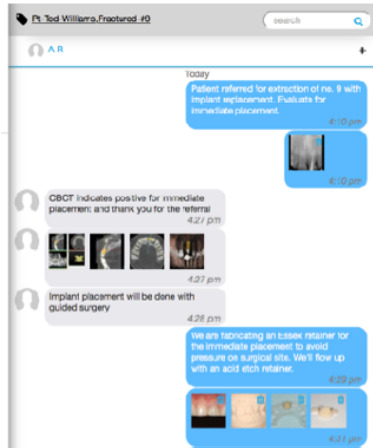 Pt Ted Williams,Fractured #9
search
A R
+
Today
Patient referred for extraction of no. 9 with
implant replacement. Evaluate for
immediate placement.
4:10 pm
4:10 pm
CBCT indicates positive for immediate
placement and thank you for the referral
4:27 pm
4:27 pm
Implant placement will be done with
guided surgery
4:28 pm
We are fabricating an Essex retainer for
the immediate placement to avoid
pressure on surgical site. We'll flow up
with an acid etch retainer.
4:29 pm
4:31 pm